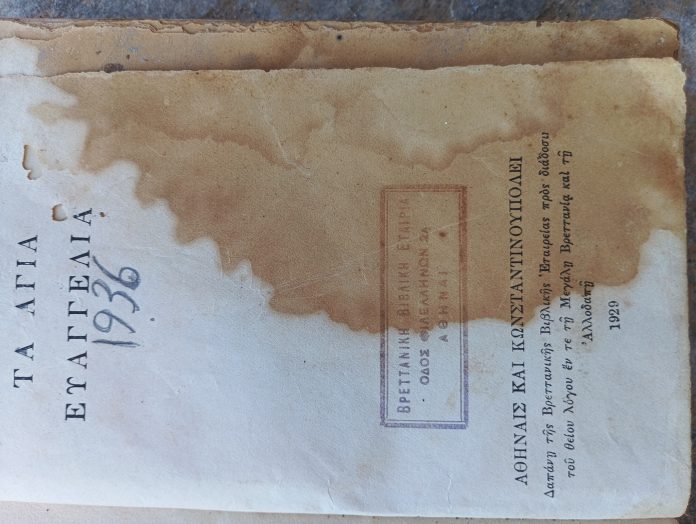 ΤΑ ΑΓΙΑ
ΕΥΑΓΓΕΛΙΑ
1936
ΒΡΕΤΤΑΝΙΚΗ ΒΙΒΛΙΚΗ ΕΤΑΙΡΙΑ
ΟΔΟΣ ΦΙΛΕΛΛΗΝΩΝ 2Α
ΑΘΗΝΑΙ
ΑΘΗΝΑΙΣ ΚΑΙ ΚΩΝΣΤΑΝΤΙΝΟΥΠΟΛΕΙ
Δαπάνῃ τῆς Βρεττανικῆς Βιβλικῆς Ἑταιρείας πρὸς διάδοσιν
τοῦ θείου λόγου ἔν τε τῇ Μεγάλῃ Βρεττανίᾳ καὶ τῇ
Ἀλλοδαπῇ
1929